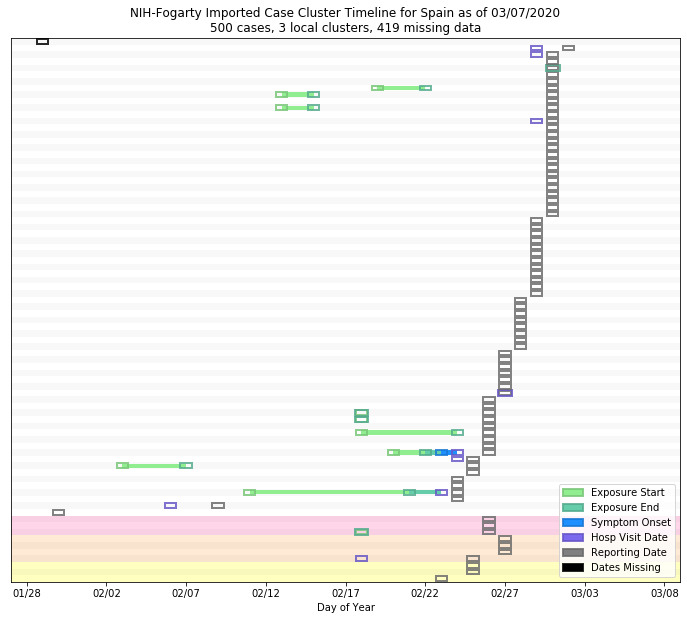 NIH-Fogarty Imported Case Cluster Timeline for Spain as of 03/07/2020
500 cases, 3 local clusters, 419 missing data
Exposure Start
Exposure End
Symptom Onset
Hosp Visit Date
Reporting Date
Dates Missing
01/28 02/02 02/07 02/12 02/17 02/22 02/27 03/03 03/08
Day of Year